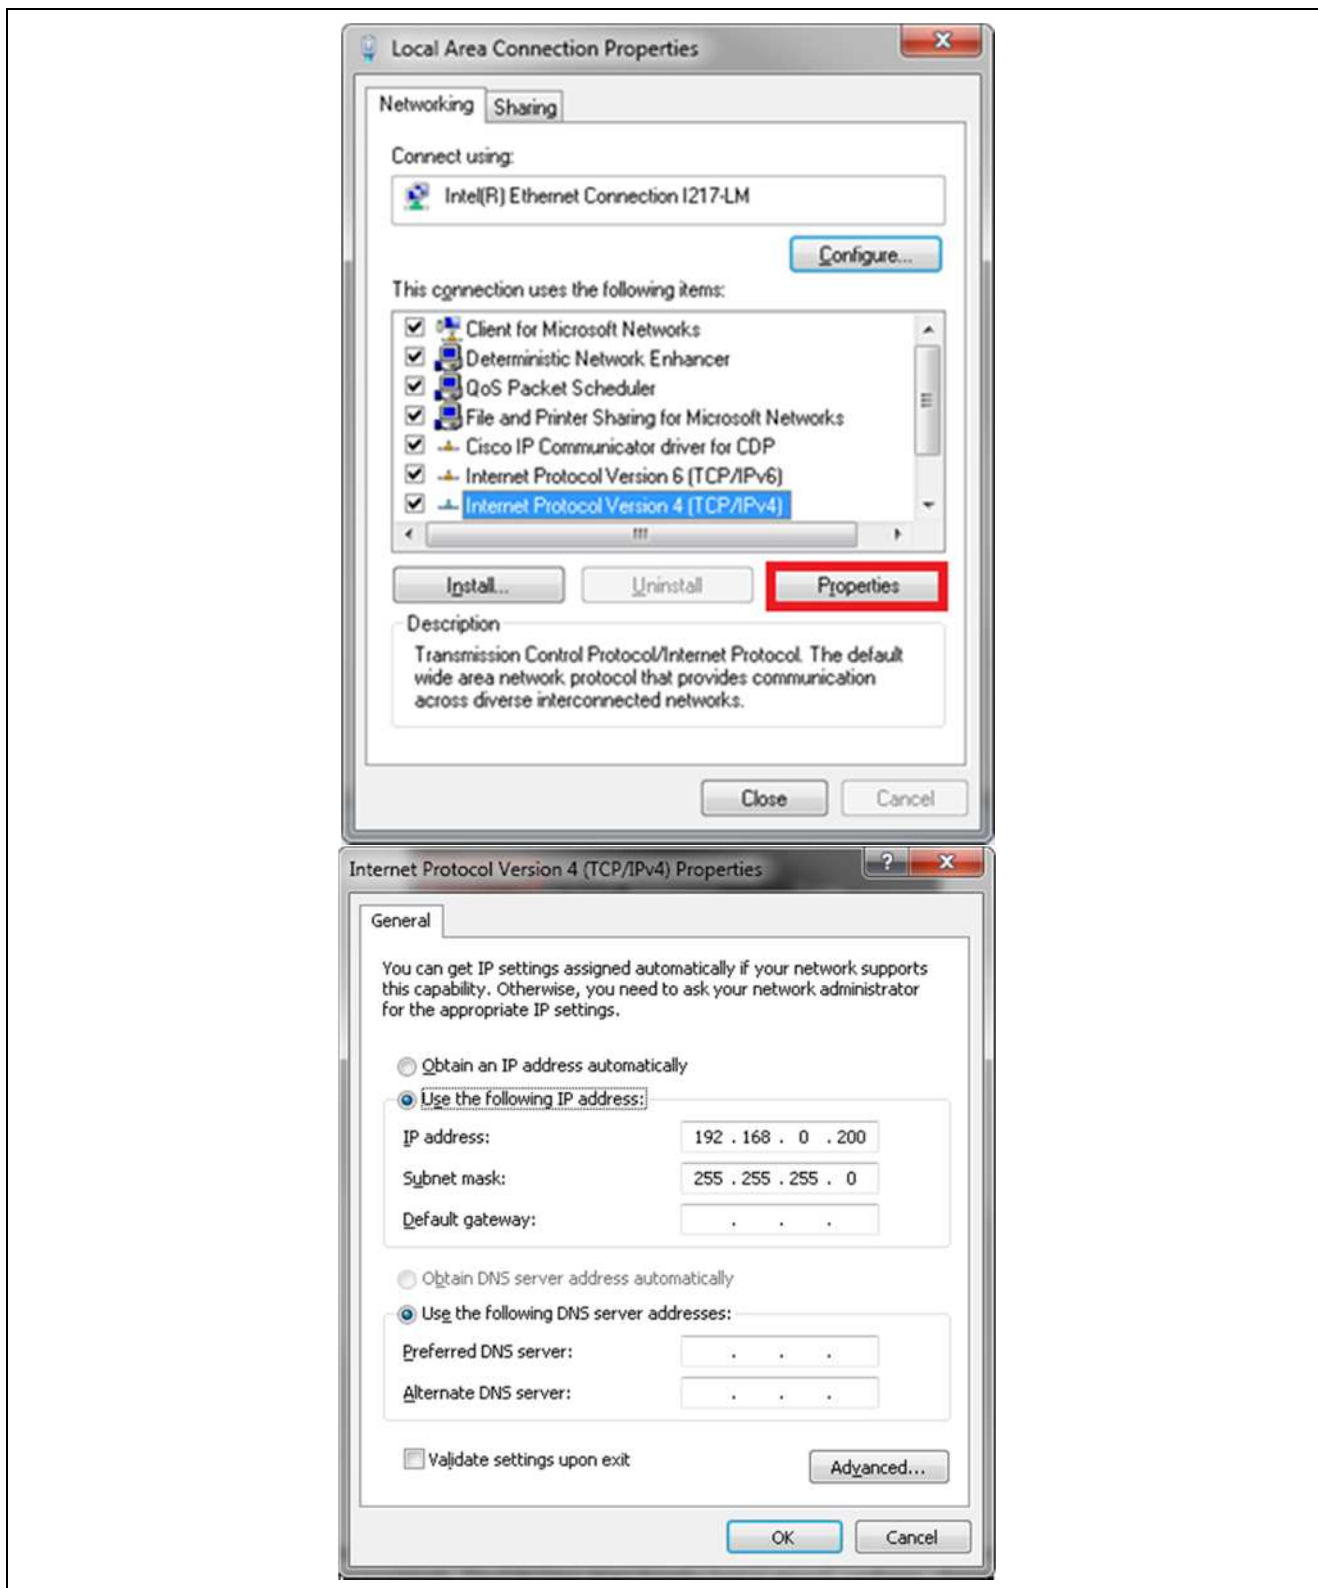 Local Area Connection Properties
Networking Sharing
Connect using:
Intel(R) Ethernet Connection I217-LM
Configure...
This connection uses the following items:
Client for Microsoft Networks
Deterministic Network Enhancer
QoS Packet Scheduler
File and Printer Sharing for Microsoft Networks
Cisco IP Communicator driver for CDP
Internet Protocol Version 6 (TCP/IPv6)
Internet Protocol Version 4 (TCP/IPv4)
Install... Uninstall Properties
Description
Transmission Control Protocol/Internet Protocol. The default
wide area network protocol that provides communication
across diverse interconnected networks.
Close Cancel
Internet Protocol Version 4 (TCP/IPv4) Properties
General
You can get IP settings assigned automatically if your network supports
this capability. Otherwise, you need to ask your network administrator
for the appropriate IP settings.
Obtain an IP address automatically
Use the following IP address:
IP address: 192 . 168 . 0 . 200
Subnet mask: 255 . 255 . 255 . 0
Default gateway: . . .
Obtain DNS server address automatically
Use the following DNS server addresses:
Preferred DNS server: . . .
Alternate DNS server: . . .
Validate settings upon exit
Advanced...
OK Cancel